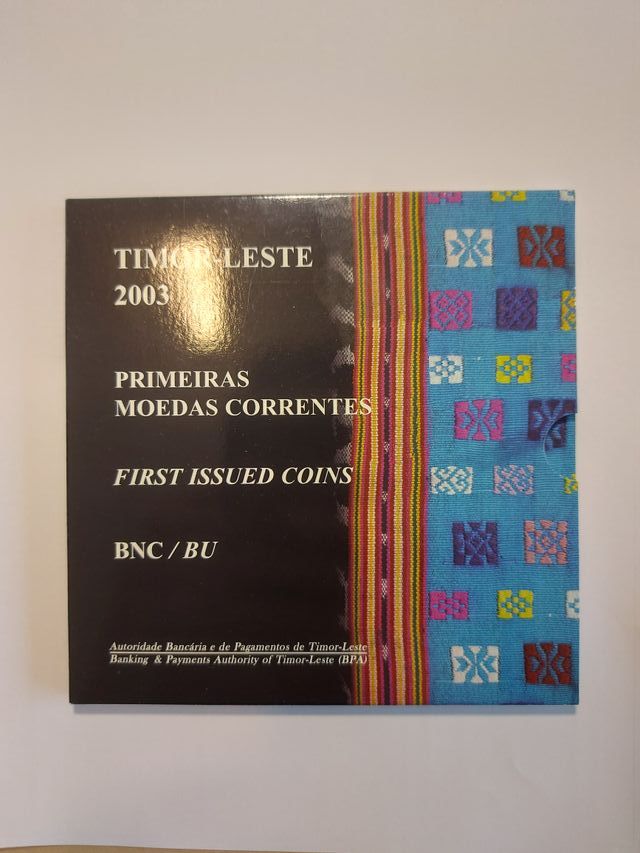 TIMOR-LESTE
2003
PRIMEIRAS
MOEDAS CORRENTES
FIRST ISSUED COINS
BNC / BU
Autoridade Bancária e de Pagamentos de Timor-Leste
Banking & Payments Authority of Timor-Leste (BPA)